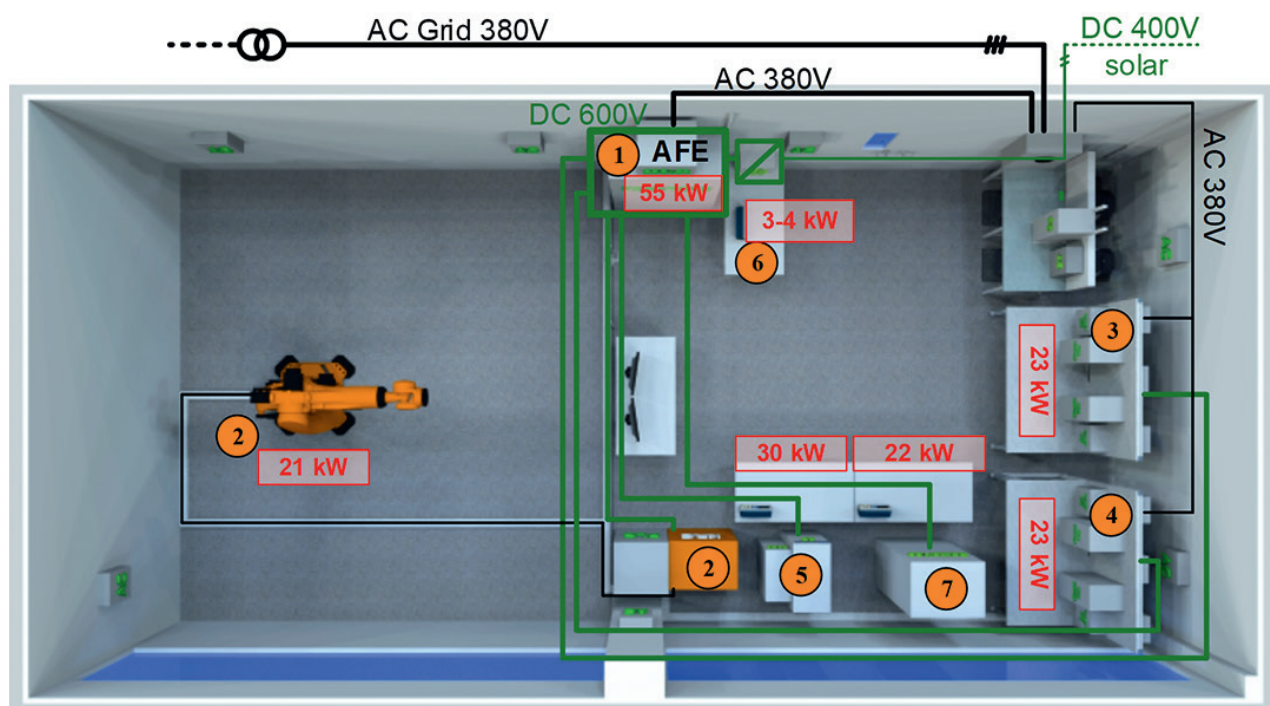 AC Grid 380V
DC 400V
solar
AC 380V
DC 600V
1
AFE
55 kW
3-4 kW
6
AC 380V
3
23 kW
2
21 kW
30 kW
22 kW
4
23 kW
2
5
7